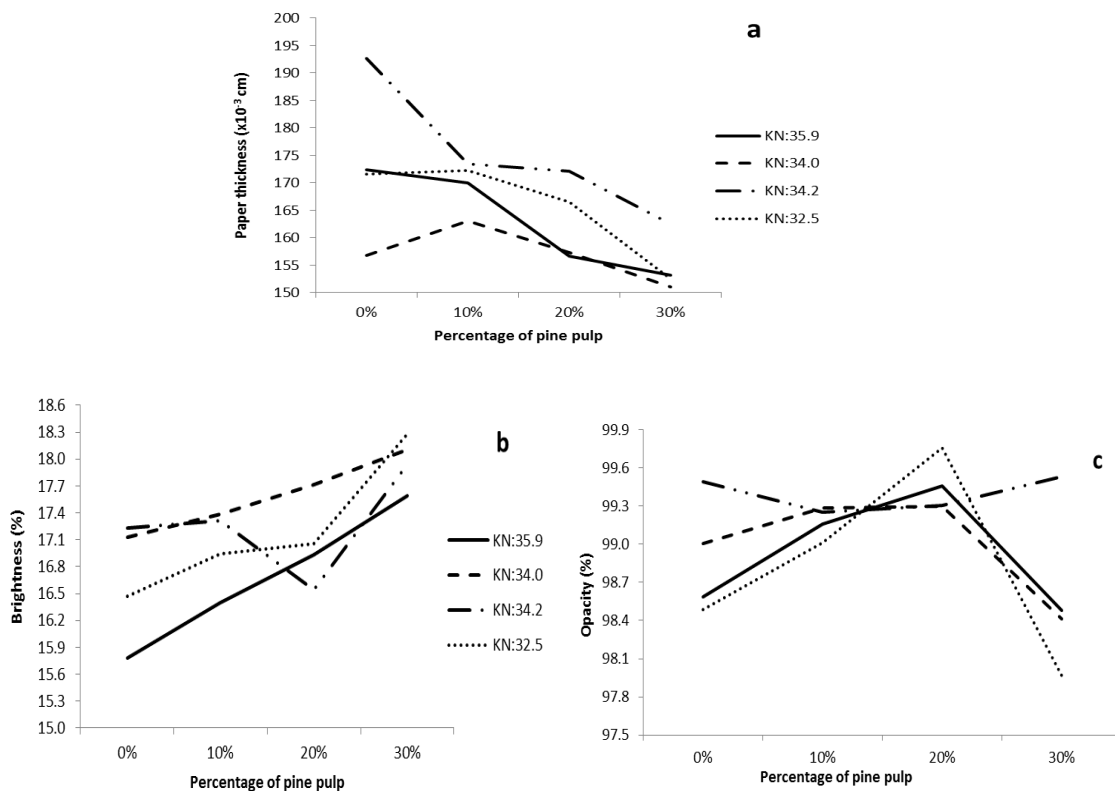 a
Paper thickness (x10⁻³ cm)
200
195
190
185
180
175
170
165
160
155
150
0% 10% 20% 30%
Percentage of pine pulp
KN:35.9
KN:34.0
KN:34.2
KN:32.5
b
Brightness (%)
18.6
18.3
18.0
17.7
17.4
17.1
16.8
16.5
16.2
15.9
15.6
15.3
15.0
0% 10% 20% 30%
Percentage of pine pulp
KN:35.9
KN:34.0
KN:34.2
KN:32.5
c
Opacity (%)
99.9
99.6
99.3
99.0
98.7
98.4
98.1
97.8
97.5
0% 10% 20% 30%
Percentage of pine pulp